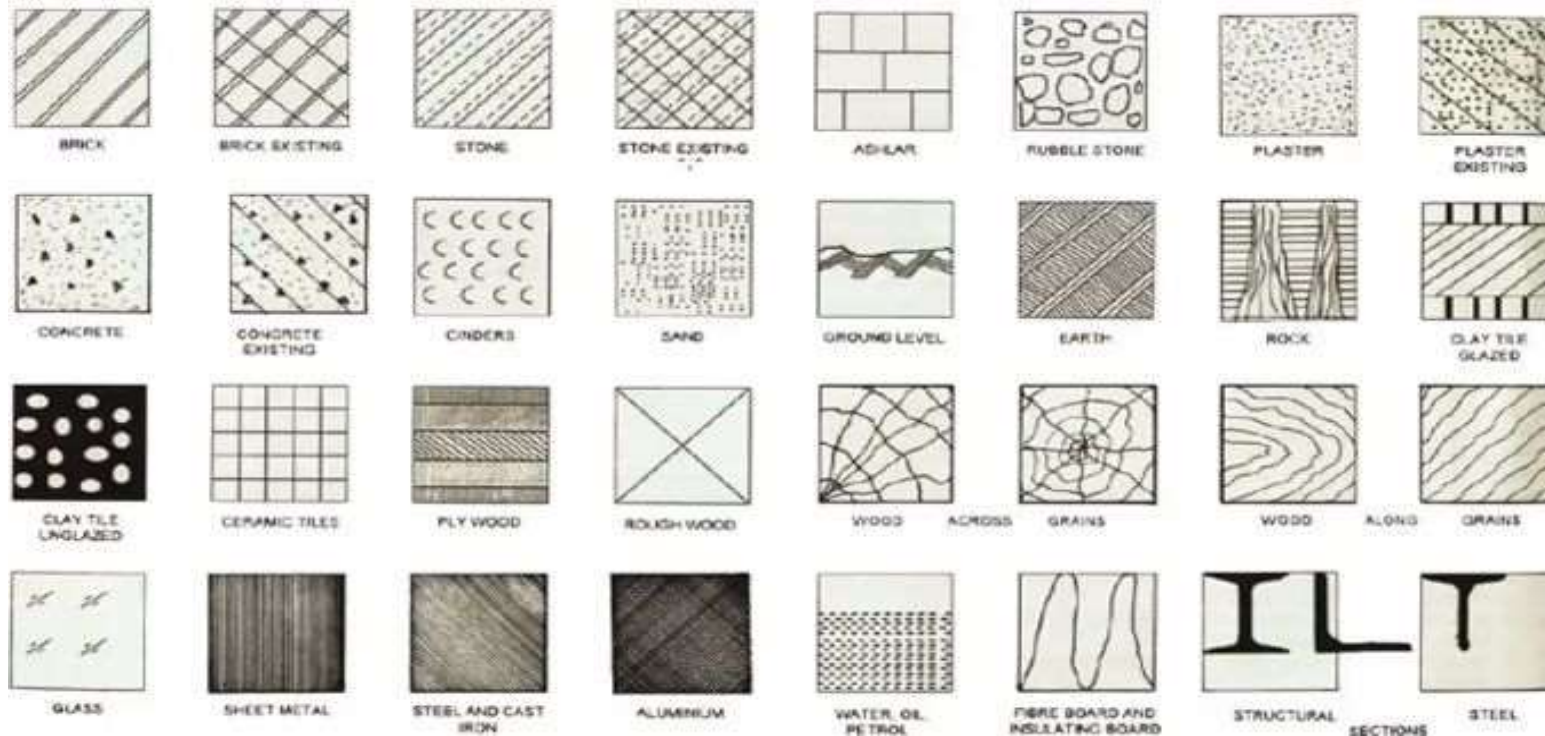 BRICK
BRICK EXISTING
STONE
STONE EXISTING
ASHLAR
RUBBLE STONE
PLASTER
PLASTER
EXISTING
CONCRETE
CONCRETE
EXISTING
CINDERS
SAND
GROUND LEVEL
EARTH
ROCK
CLAY TILE
GLAZED
CLAY TILE
UNGLAZED
CERAMIC TILES
PLY WOOD
ROUGH WOOD
WOOD ACROSS GRAINS
WOOD ALONG GRAINS
GLASS
SHEET METAL
STEEL AND CAST
IRON
ALUMINIUM
WATER, OIL,
PETROL
FIBRE BOARD AND
INSULATING BOARD
STRUCTURAL STEEL
SECTIONS